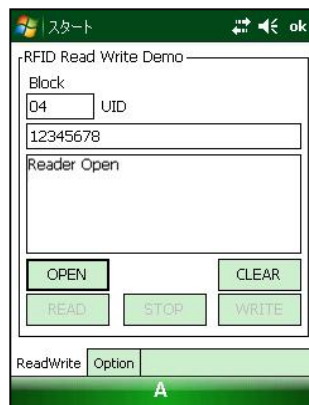 スタート ok
RFID Read Write Demo
Block
04 UID
12345678
Reader Open
OPEN CLEAR
READ STOP WRITE
ReadWrite Option
A